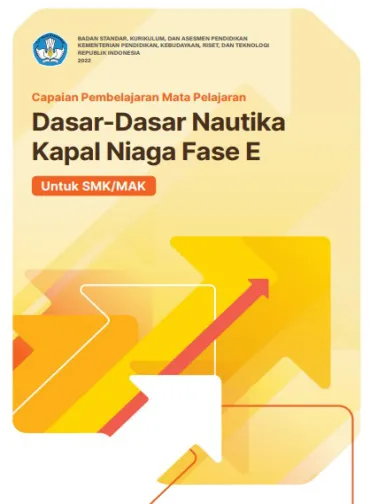 BADAN STANDAR, KURIKULUM, DAN ASESMEN PENDIDIKAN
KEMENTERIAN PENDIDIKAN, KEBUDAYAAN, RISET, DAN TEKNOLOGI
REPUBLIK INDONESIA
2022
Capaian Pembelajaran Mata Pelajaran
Dasar-Dasar Nautika
Kapal Niaga Fase E
Untuk SMK/MAK